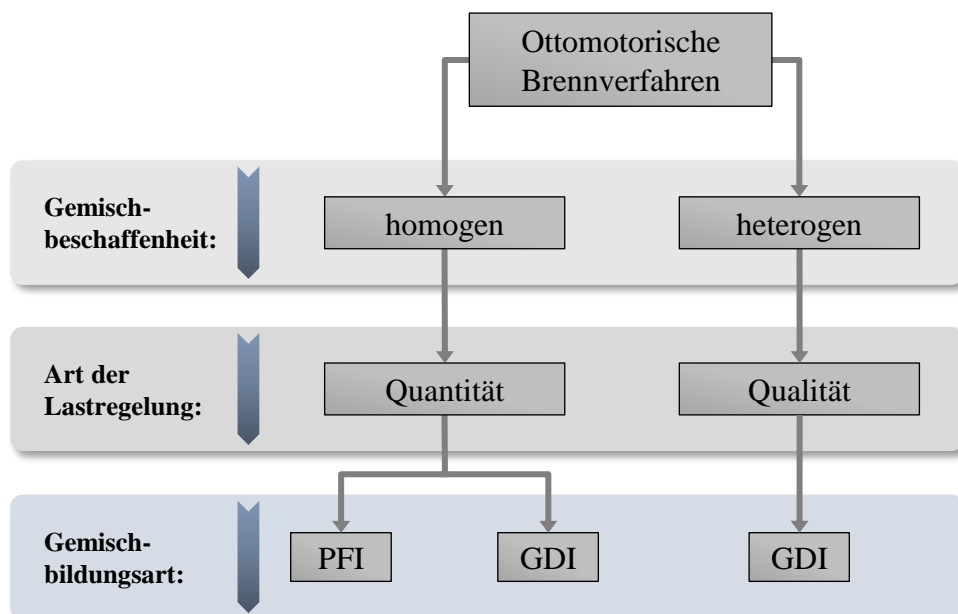 Ottomotorische
Brennverfahren
Gemisch-
beschaffenheit:
homogen
heterogen
Art der
Lastregelung:
Quantität
Qualität
Gemisch-
bildungsart:
PFI
GDI
GDI